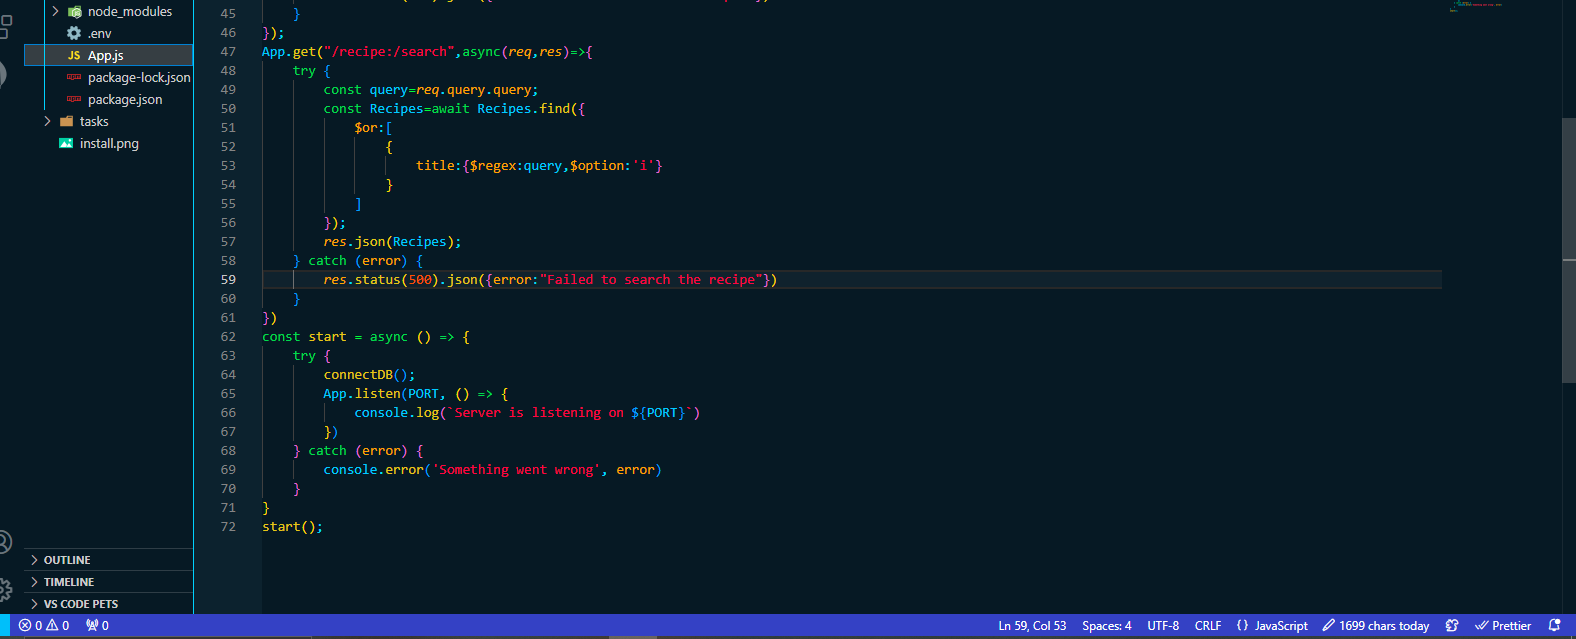 node_modules
.env
JS App.js
package-lock.json
package.json
tasks
install.png
OUTLINE
TIMELINE
VS CODE PETS
45 }
46 });
47 App.get("/recipe:/search",async(req,res)=>{
48 try {
49 const query=req.query.query;
50 const Recipes=await Recipes.find({
51 $or:[
52 {
53 title:{$regex:query,$option:'i'}
54 }
55 ]
56 });
57 res.json(Recipes);
58 } catch (error) {
59 res.status(500).json({error:"Failed to search the recipe"})
60 }
61 })
62 const start = async () => {
63 try {
64 connectDB();
65 App.listen(PORT, () => {
66 console.log(`Server is listening on ${PORT}`)
67 })
68 } catch (error) {
69 console.error('Something went wrong', error)
70 }
71 }
72 start();
0 0 0 Ln 59, Col 53 Spaces: 4 UTF-8 CRLF {} JavaScript 1699 chars today Prettier